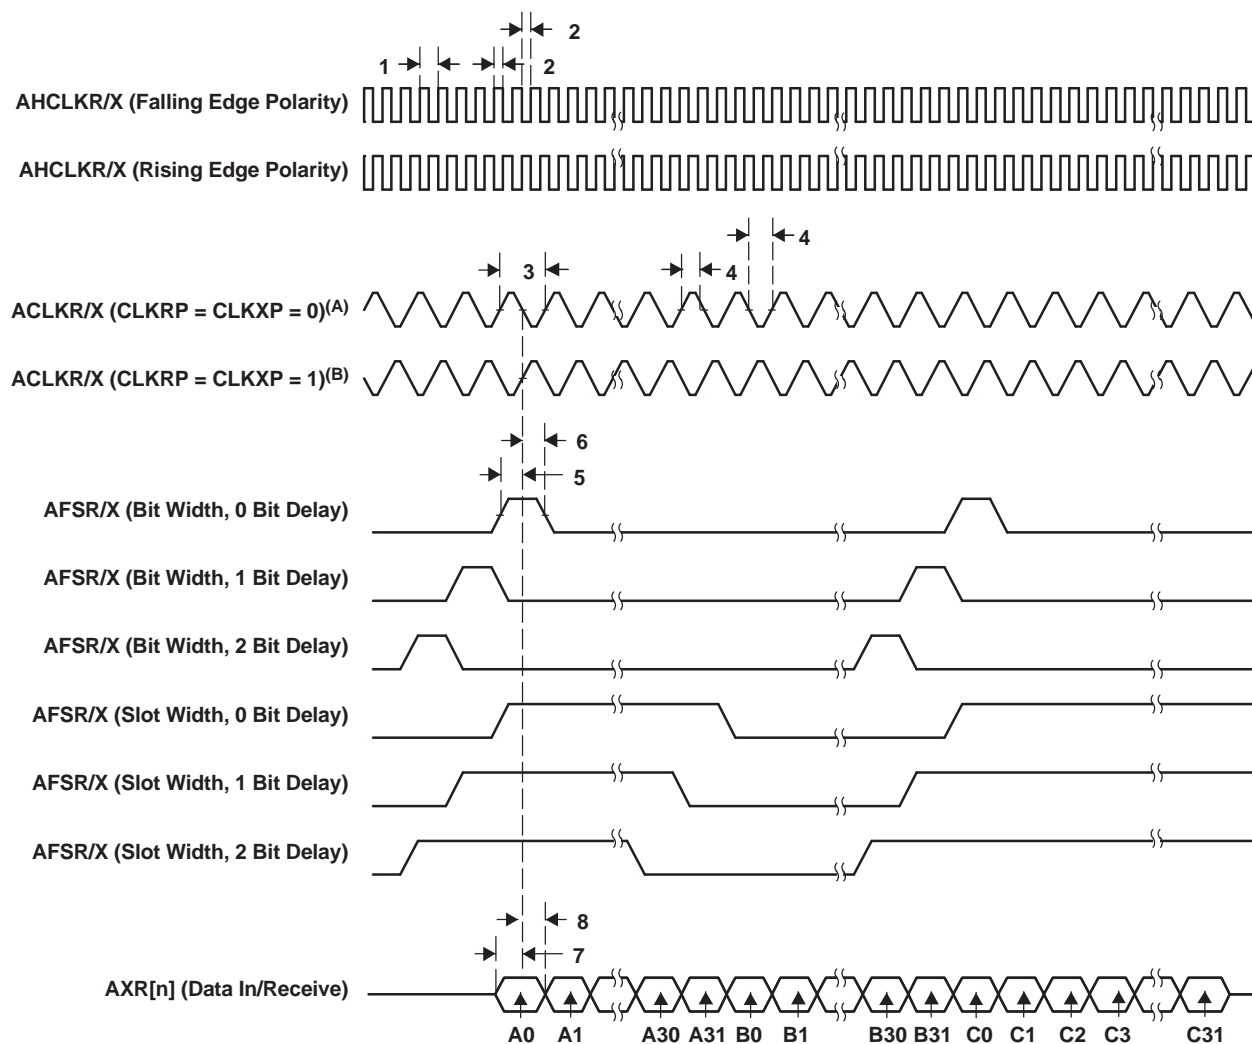 2
1
2
AHCLKR/X (Falling Edge Polarity)
AHCLKR/X (Rising Edge Polarity)
4
3
4
ACLKR/X (CLKRP = CLKXP = 0)(A)
ACLKR/X (CLKRP = CLKXP = 1)(B)
6
5
AFSR/X (Bit Width, 0 Bit Delay)
AFSR/X (Bit Width, 1 Bit Delay)
AFSR/X (Bit Width, 2 Bit Delay)
AFSR/X (Slot Width, 0 Bit Delay)
AFSR/X (Slot Width, 1 Bit Delay)
AFSR/X (Slot Width, 2 Bit Delay)
8
7
AXR[n] (Data In/Receive)
A0 A1 A30 A31 B0 B1 B30 B31 C0 C1 C2 C3 C31